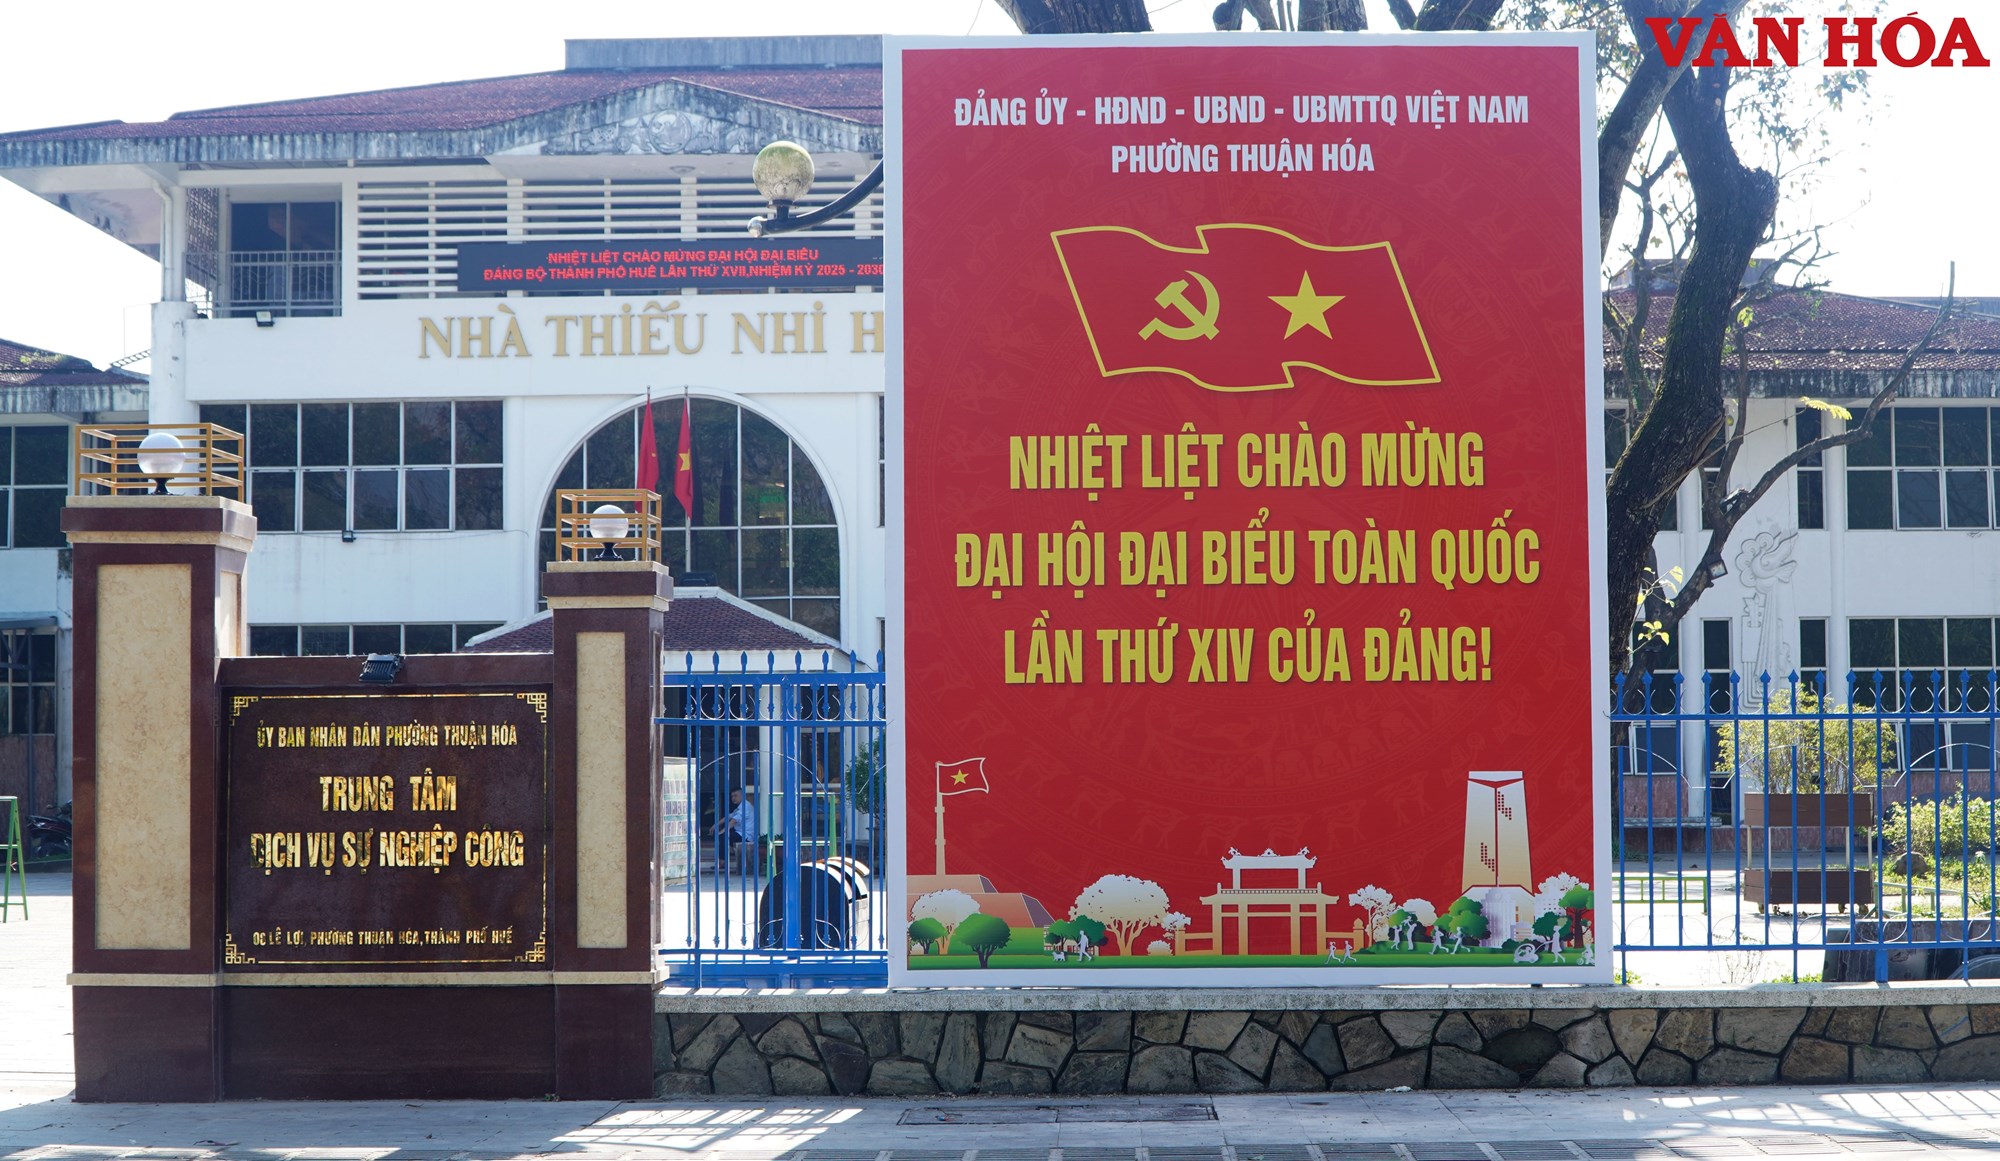 VĂN HÓA
ĐẢNG ỦY - HĐND - UBND - UBMTTQ VIỆT NAM
PHƯỜNG THUẬN HÓA
NHIỆT LIỆT CHÀO MỪNG
ĐẠI HỘI ĐẠI BIỂU TOÀN QUỐC
LẦN THỨ XIV CỦA ĐẢNG!
NHIỆT LIỆT CHÀO MỪNG ĐẠI HỘI ĐẠI BIỂU
ĐẢNG BỘ THÀNH PHỐ HUẾ LẦN THỨ XVII,NHIỆM KỲ 2025 - 2030
NHÀ THIẾU NHI H
ỦY BAN NHÂN DÂN PHƯỜNG THUẬN HÓA
TRUNG TÂM
DỊCH VỤ SỰ NGHIỆP CÔNG
LÊ LỢI, PHƯỜNG THUẬN HÓA, THÀNH PHỐ HUẾ